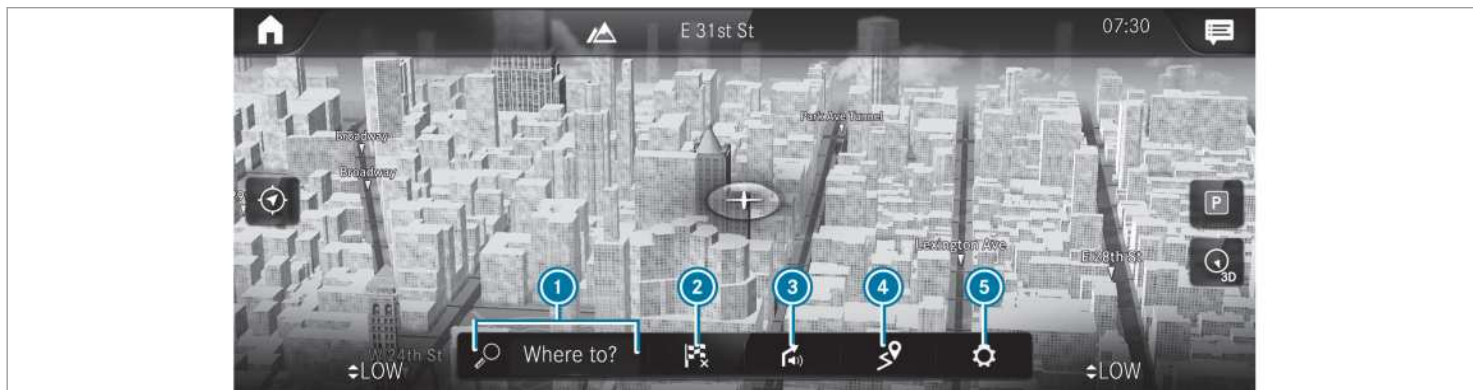 E 31st St
07:30
Broadway
Park Ave Tunnel
Broadway
P
Lexington Ave
E 28th St
3D
1
2
3
4
5
W 24th St
Where to?
LOW
LOW